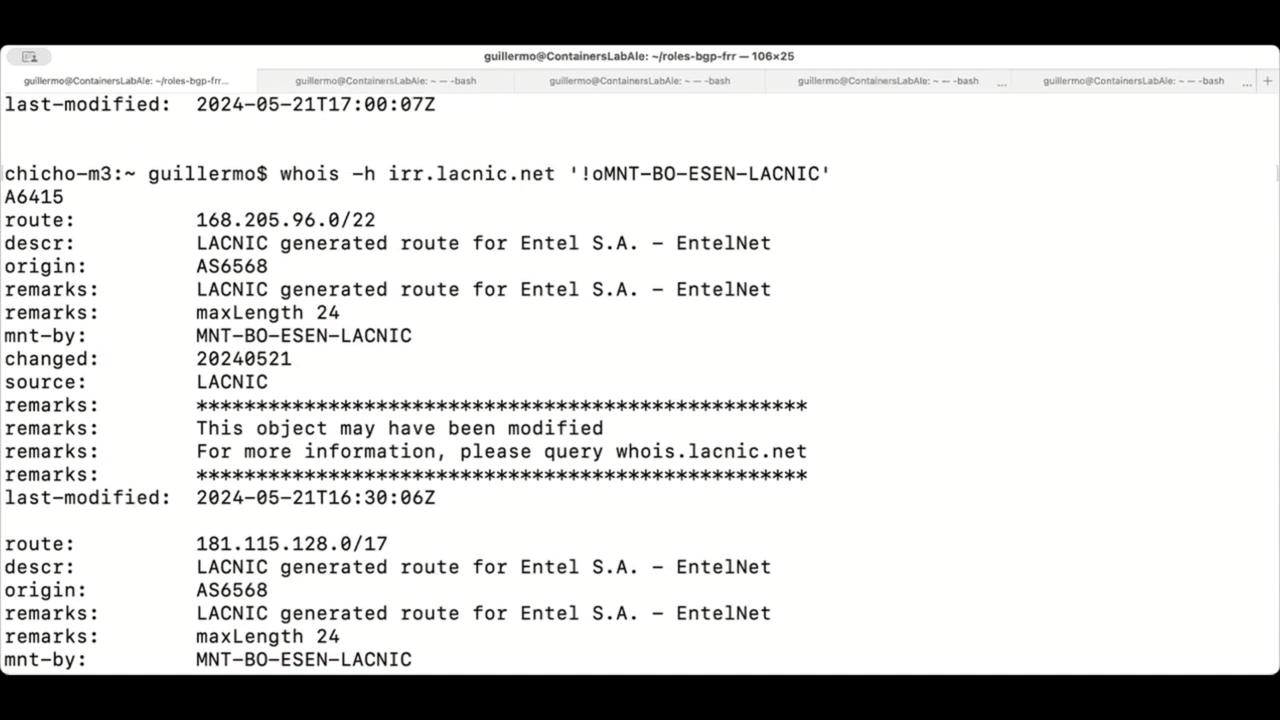 guillermo@ContainersLabAle: ~/roles-bgp-frr — 106×25
guillermo@ContainersLabAle: ~/roles-bgp-frr... guillermo@ContainersLabAle: ~ — -bash guillermo@ContainersLabAle: ~ — -bash guillermo@ContainersLabAle: ~ — -bash ... guillermo@ContainersLabAle: ~ — -bash ... +
last-modified: 2024-05-21T17:00:07Z
chicho-m3:~ guillermo$ whois -h irr.lacnic.net '!oMNT-BO-ESEN-LACNIC'
A6415
route: 168.205.96.0/22
descr: LACNIC generated route for Entel S.A. - EntelNet
origin: AS6568
remarks: LACNIC generated route for Entel S.A. - EntelNet
remarks: maxLength 24
mnt-by: MNT-BO-ESEN-LACNIC
changed: 20240521
source: LACNIC
remarks: ***************************************************
remarks: This object may have been modified
remarks: For more information, please query whois.lacnic.net
remarks: ***************************************************
last-modified: 2024-05-21T16:30:06Z
route: 181.115.128.0/17
descr: LACNIC generated route for Entel S.A. - EntelNet
origin: AS6568
remarks: LACNIC generated route for Entel S.A. - EntelNet
remarks: maxLength 24
mnt-by: MNT-BO-ESEN-LACNIC